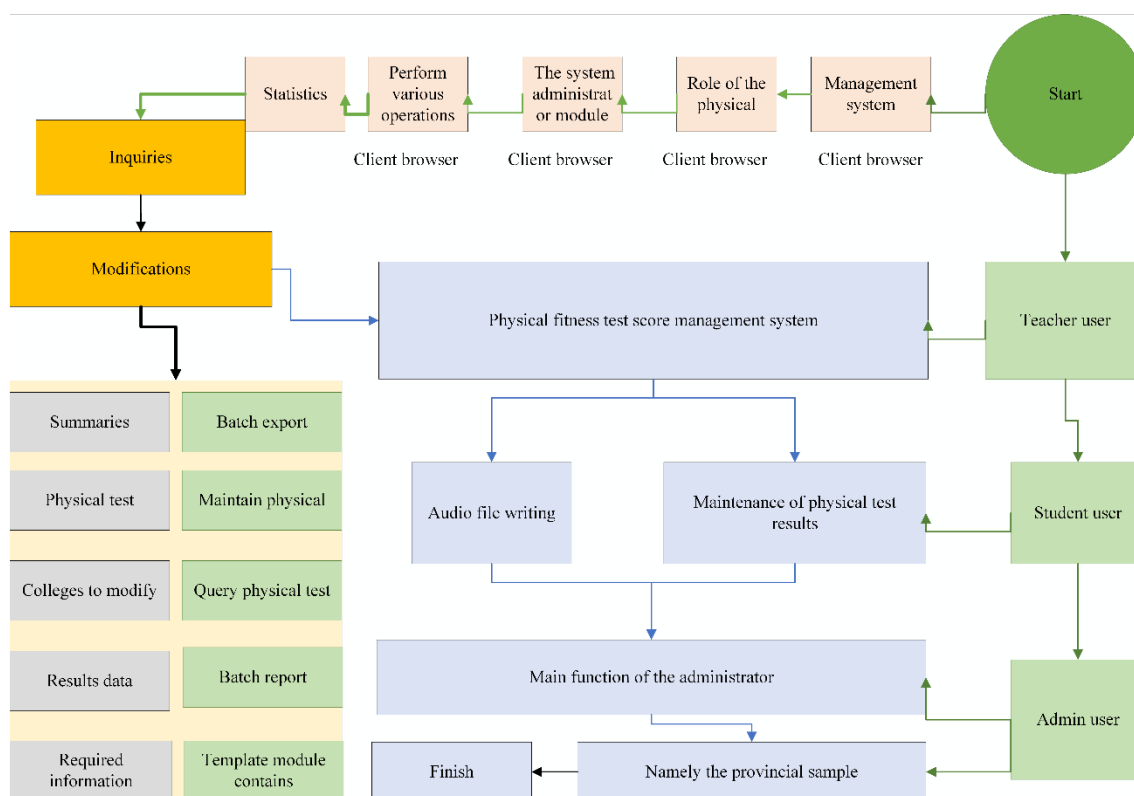 Statistics
Perform
various
operations
The system
administrat
or module
Role of the
physical
Management
system
Start
Client browser
Client browser
Client browser
Client browser
Inquiries
Modifications
Physical fitness test score management system
Teacher user
Summaries
Batch export
Physical test
Maintain physical
Audio file writing
Maintenance of physical test
results
Student user
Colleges to modify
Query physical test
Results data
Batch report
Main function of the administrator
Admin user
Required
information
Template module
contains
Finish
Namely the provincial sample